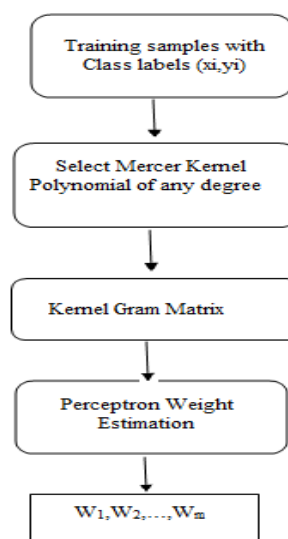 Training samples with
Class labels (xi,yi)
Select Mercer Kernel
Polynomial of any degree
Kernel Gram Matrix
Perceptron Weight
Estimation
W₁,W₂,...,Wₘ